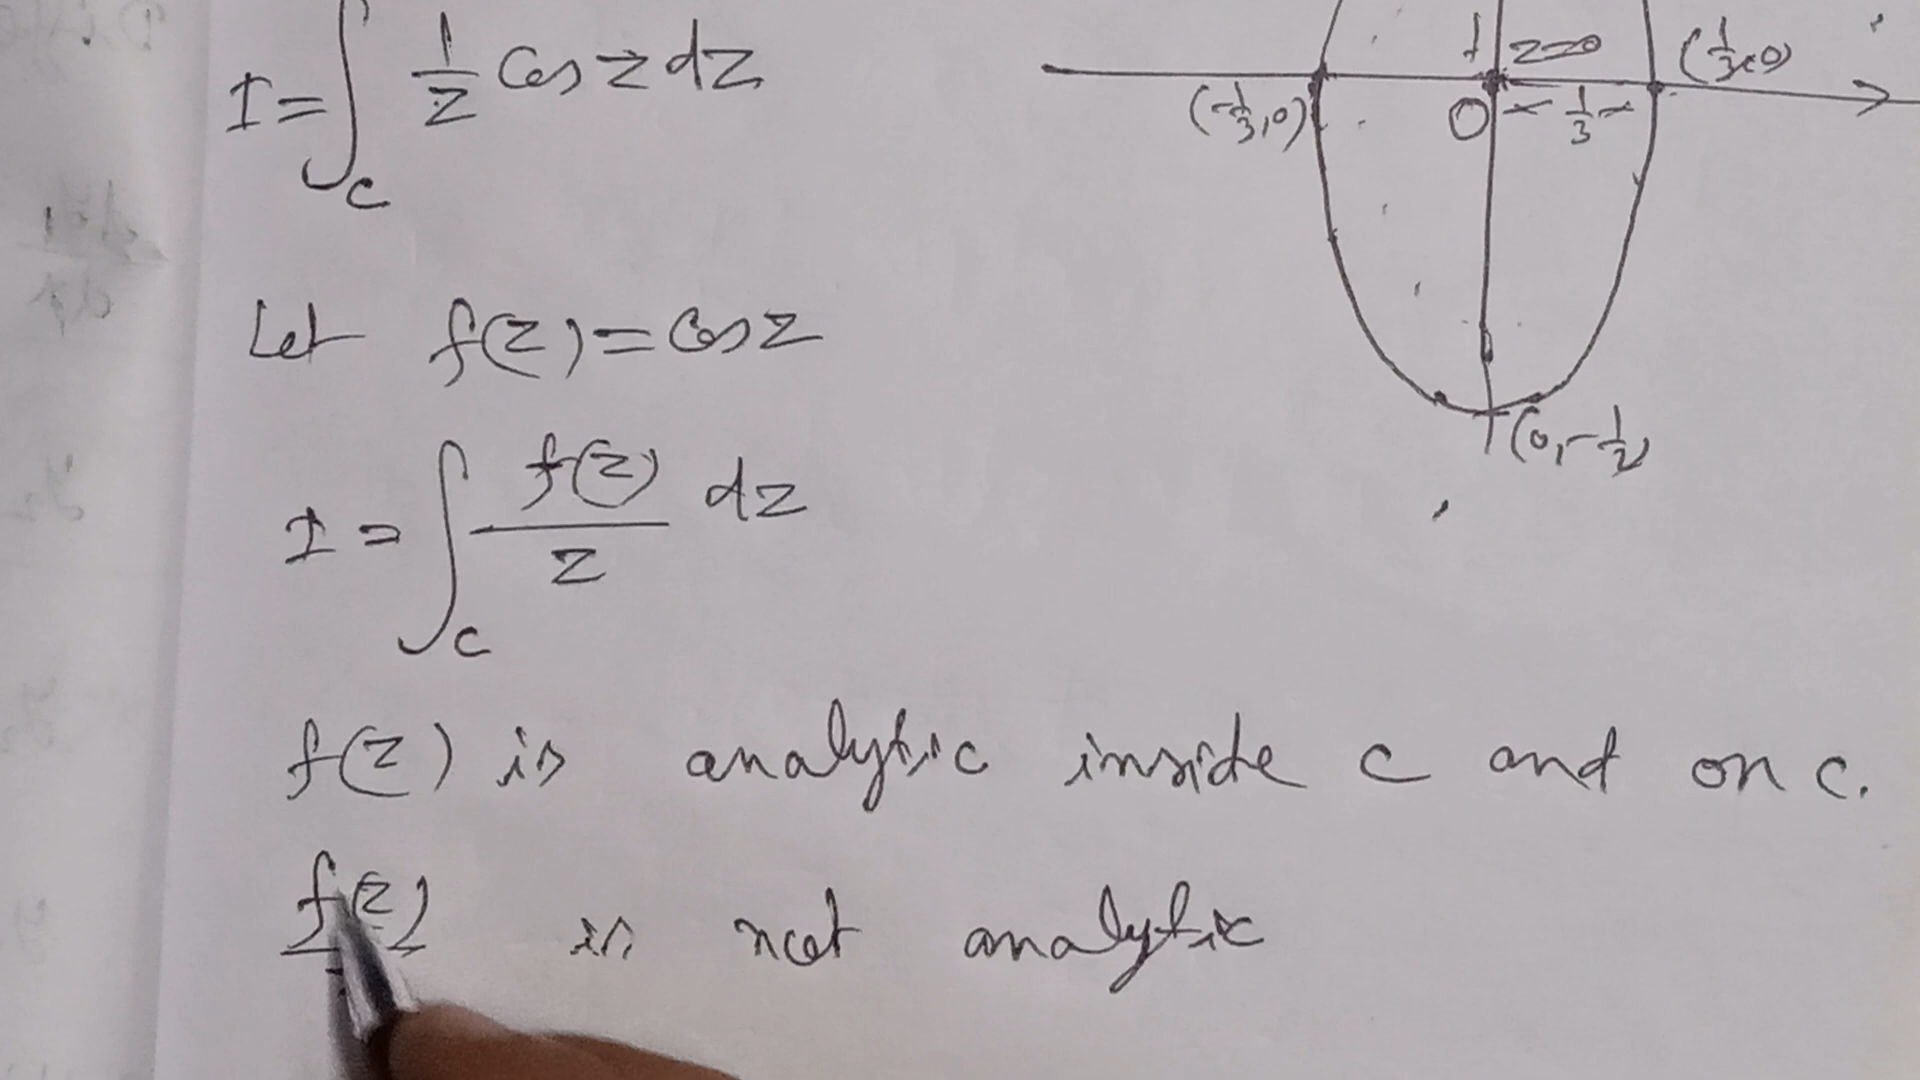 I = ∫_C 1/z Cos z dz
z=0
(1/3, 0)
(-1/3, 0)
O
1/3
(0, -1/2)
Let f(z) = Cos z
I = ∫_C f(z)/z dz
f(z) is analytic inside C and on C.
f(z)/z is not analytic